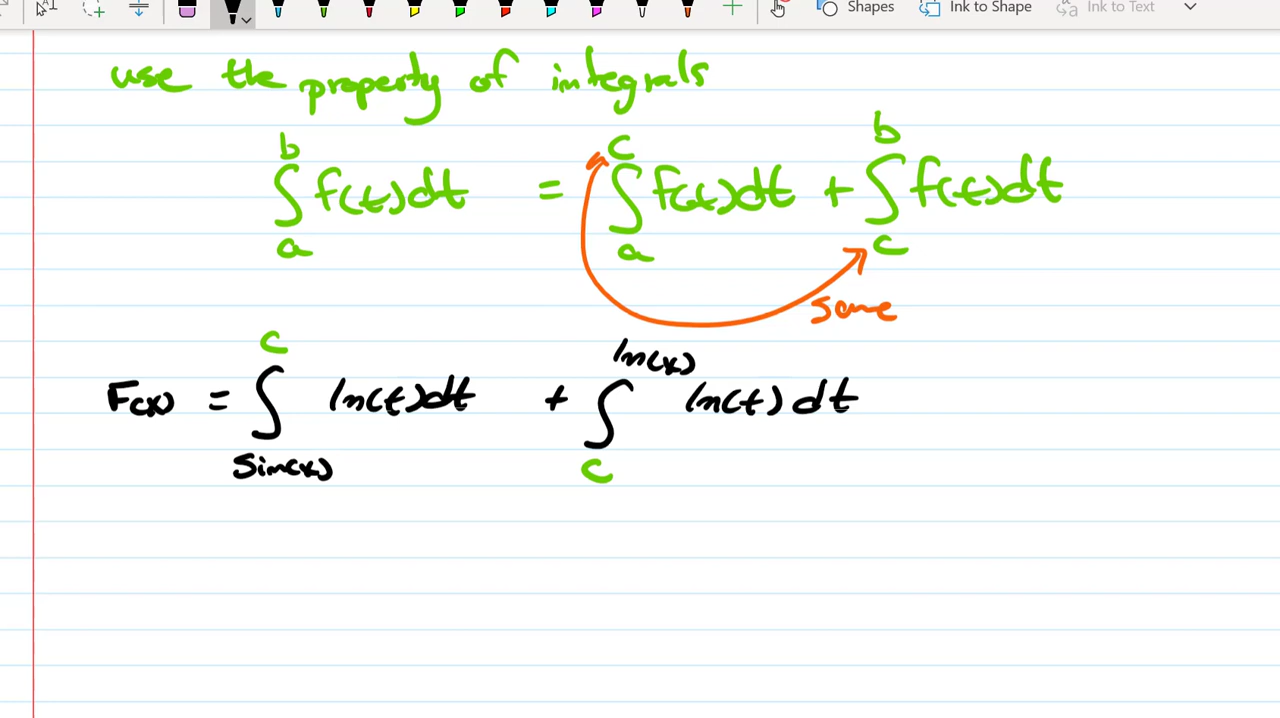 Shapes Ink to Shape Ink to Text
use the property of integrals
∫_a^b f(t)dt = ∫_a^c f(t)dt + ∫_c^b f(t)dt
same
F(x) = ∫_{sin(x)}^c ln(t)dt + ∫_c^{ln(x)} ln(t)dt